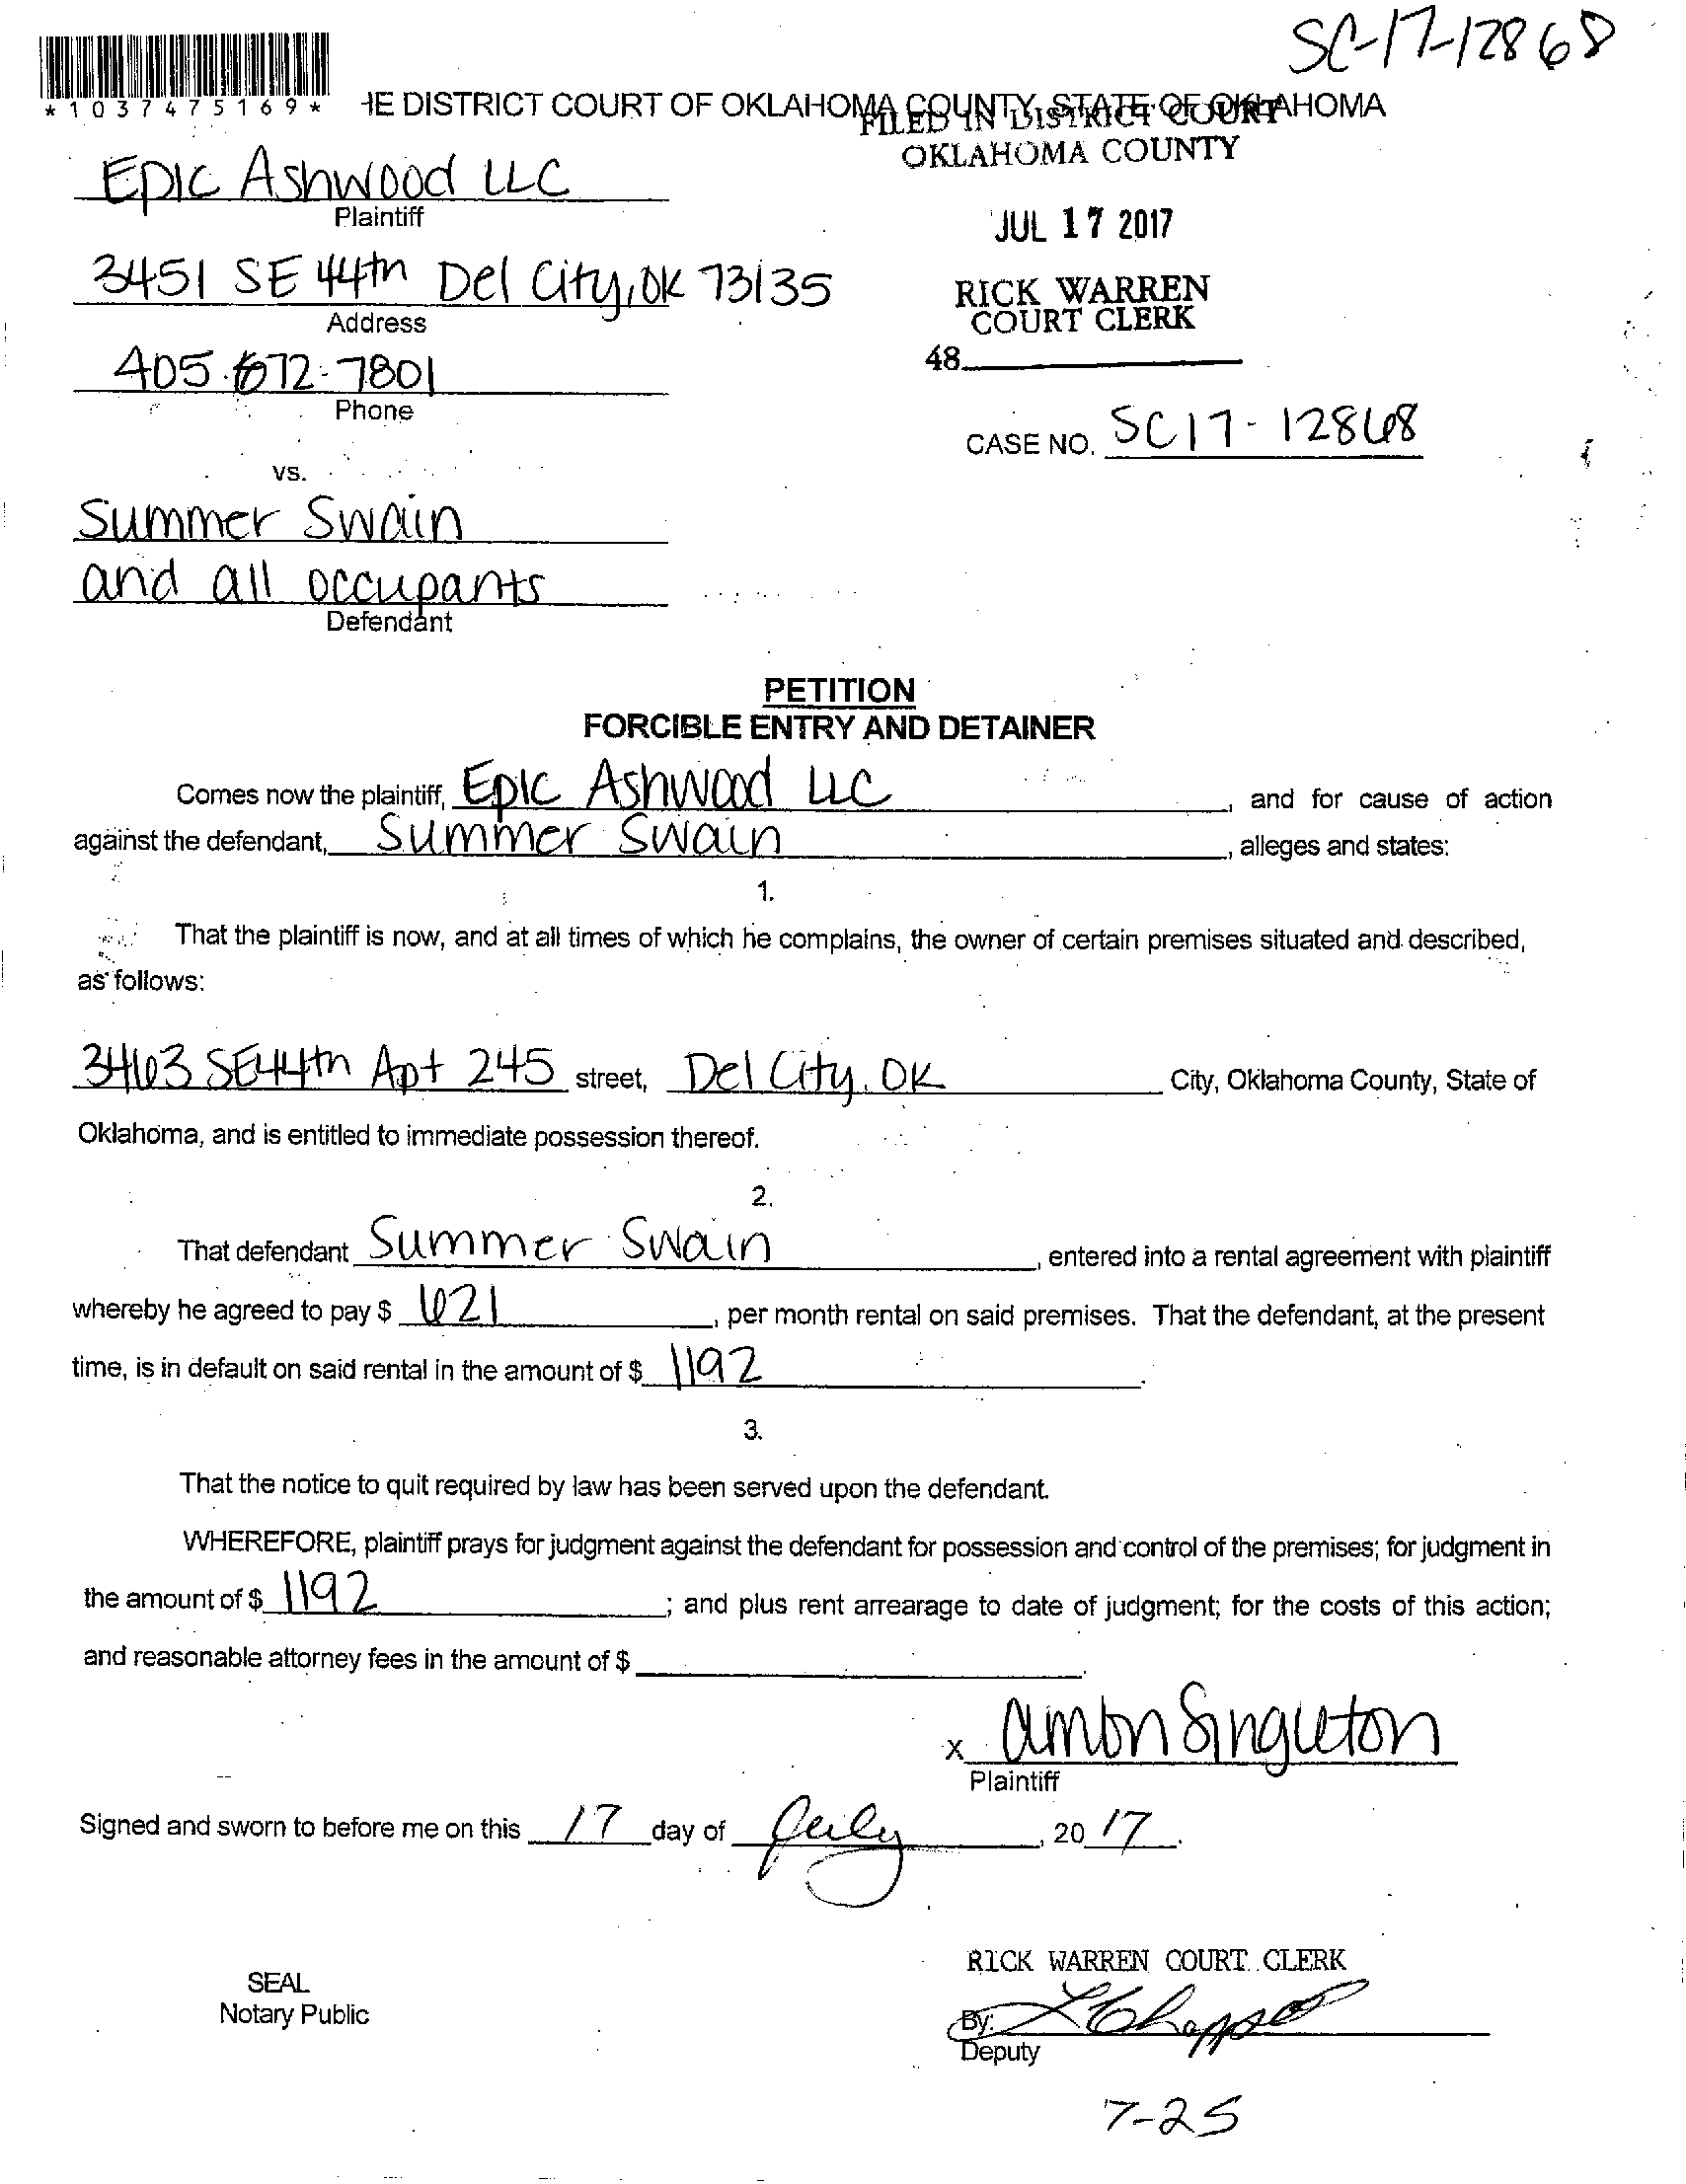 SC-17-12868
*1037475169*
HE DISTRICT COURT OF OKLAHOMA COUNTY, STATE OF OKLAHOMA
FILED IN DISTRICT COURT
OKLAHOMA COUNTY
Epic Ashwood LLC
Plaintiff
JUL 17 2017
3451 SE 44th Del City, OK 73135
Address
RICK WARREN
COURT CLERK
405.672-7801
Phone
48
CASE NO. SC17-12868
vs.
Summer Swain
and all occupants
Defendant
PETITION
FORCIBLE ENTRY AND DETAINER
Comes now the plaintiff, Epic Ashwood LLC, and for cause of action
against the defendant, Summer Swain, alleges and states:
1.
That the plaintiff is now, and at all times of which he complains, the owner of certain premises situated and described,
as follows:
3463 SE 44th Apt 245 street, Del City, OK City, Oklahoma County, State of
Oklahoma, and is entitled to immediate possession thereof.
2.
That defendant Summer Swain, entered into a rental agreement with plaintiff
whereby he agreed to pay $ 621, per month rental on said premises. That the defendant, at the present
time, is in default on said rental in the amount of $ 1192.
3.
That the notice to quit required by law has been served upon the defendant.
WHEREFORE, plaintiff prays for judgment against the defendant for possession and control of the premises; for judgment in
the amount of $ 1192; and plus rent arrearage to date of judgment; for the costs of this action;
and reasonable attorney fees in the amount of $
x Singleton
Plaintiff
Signed and sworn to before me on this 17 day of July, 2017.
RICK WARREN COURT CLERK
SEAL
Notary Public
By:
Deputy
7-25